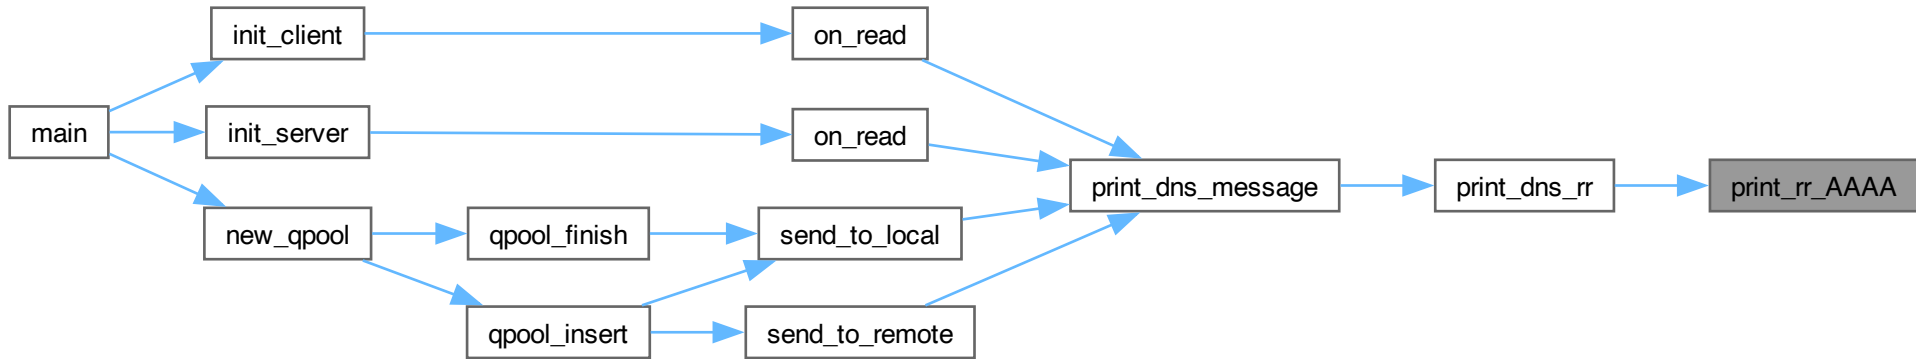 init_client
on_read
main
init_server
on_read
print_dns_message
print_dns_rr
print_rr_AAAA
new_qpool
qpool_finish
send_to_local
qpool_insert
send_to_remote